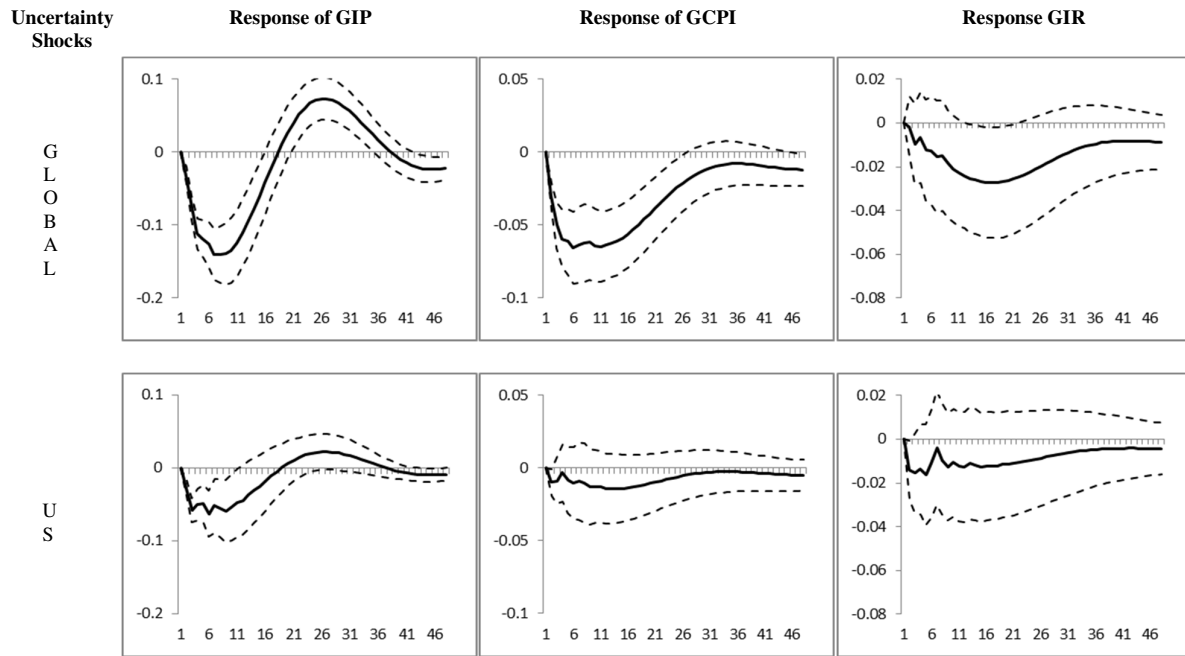 Uncertainty Shocks
Response of GIP
Response of GCPI
Response GIR
G
L
O
B
A
L
0.1
0
-0.1
-0.2
1 6 11 16 21 26 31 36 41 46
0.05
0
-0.05
-0.1
1 6 11 16 21 26 31 36 41 46
0.02
0
-0.02
-0.04
-0.06
-0.08
1 6 11 16 21 26 31 36 41 46
U
S
0.1
0
-0.1
-0.2
1 6 11 16 21 26 31 36 41 46
0.05
0
-0.05
-0.1
1 6 11 16 21 26 31 36 41 46
0.02
0
-0.02
-0.04
-0.06
-0.08
1 6 11 16 21 26 31 36 41 46